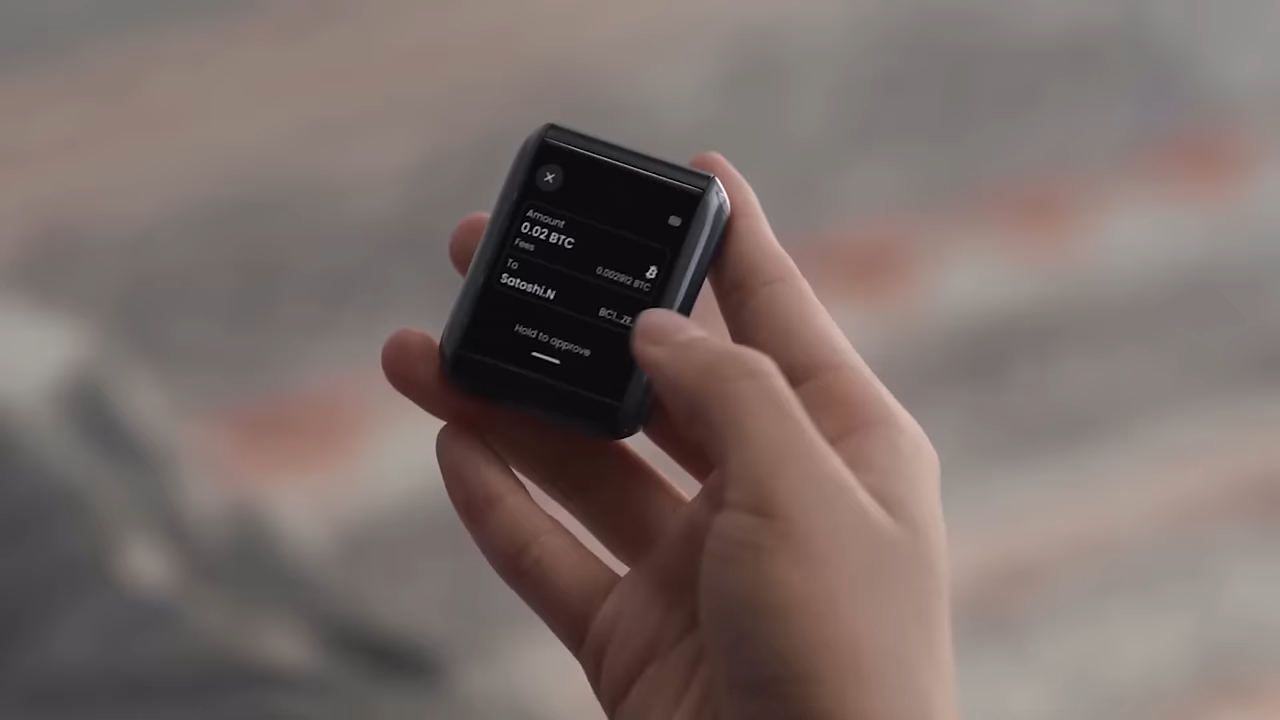 Amount
0.02 BTC
Fees
0.002912 BTC
To
Satoshi.N
BC1...ZE
Hold to approve